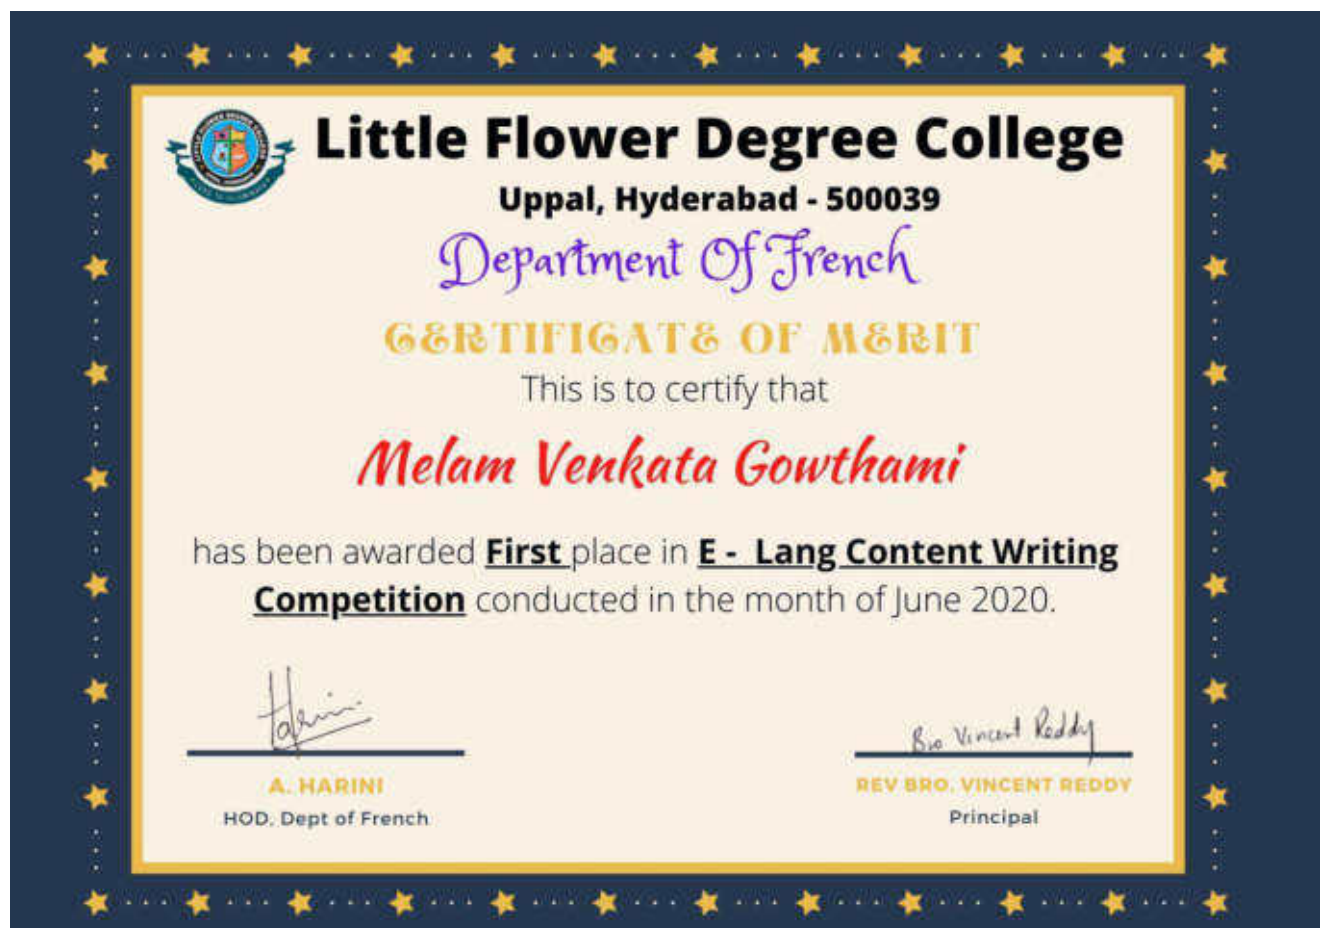 Little Flower Degree College
Uppal, Hyderabad - 500039
Department Of French
CERTIFICATE OF MERIT
This is to certify that
Melam Venkata Gowthami
has been awarded First place in E - Lang Content Writing
Competition conducted in the month of June 2020.
Harini
Bro Vincent Reddy
A. HARINI
REV BRO. VINCENT REDDY
HOD, Dept of French
Principal